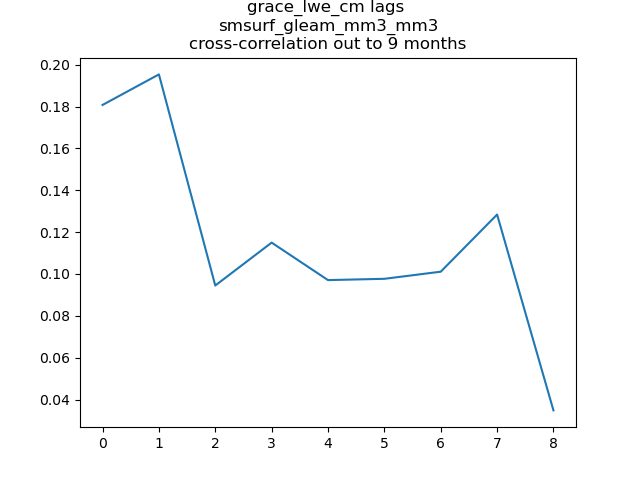 grace_lwe_cm lags
smsurf_gleam_mm3_mm3
cross-correlation out to 9 months
0.20
0.18
0.16
0.14
0.12
0.10
0.08
0.06
0.04
0 1 2 3 4 5 6 7 8